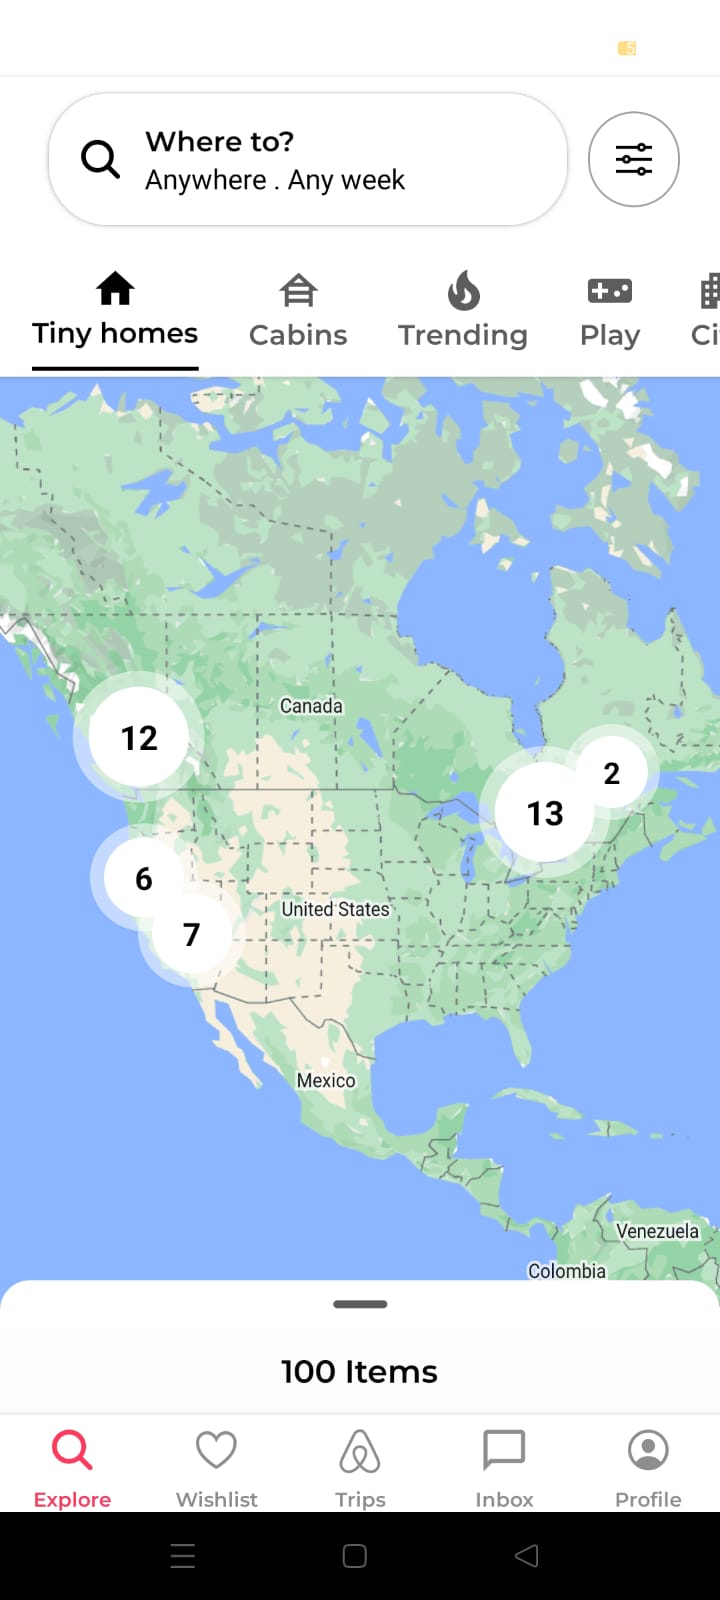 5
Where to?
Anywhere . Any week
Tiny homes
Cabins
Trending
Play
Ci
Canada
12
2
13
6
United States
7
Mexico
Venezuela
Colombia
100 Items
Explore
Wishlist
Trips
Inbox
Profile